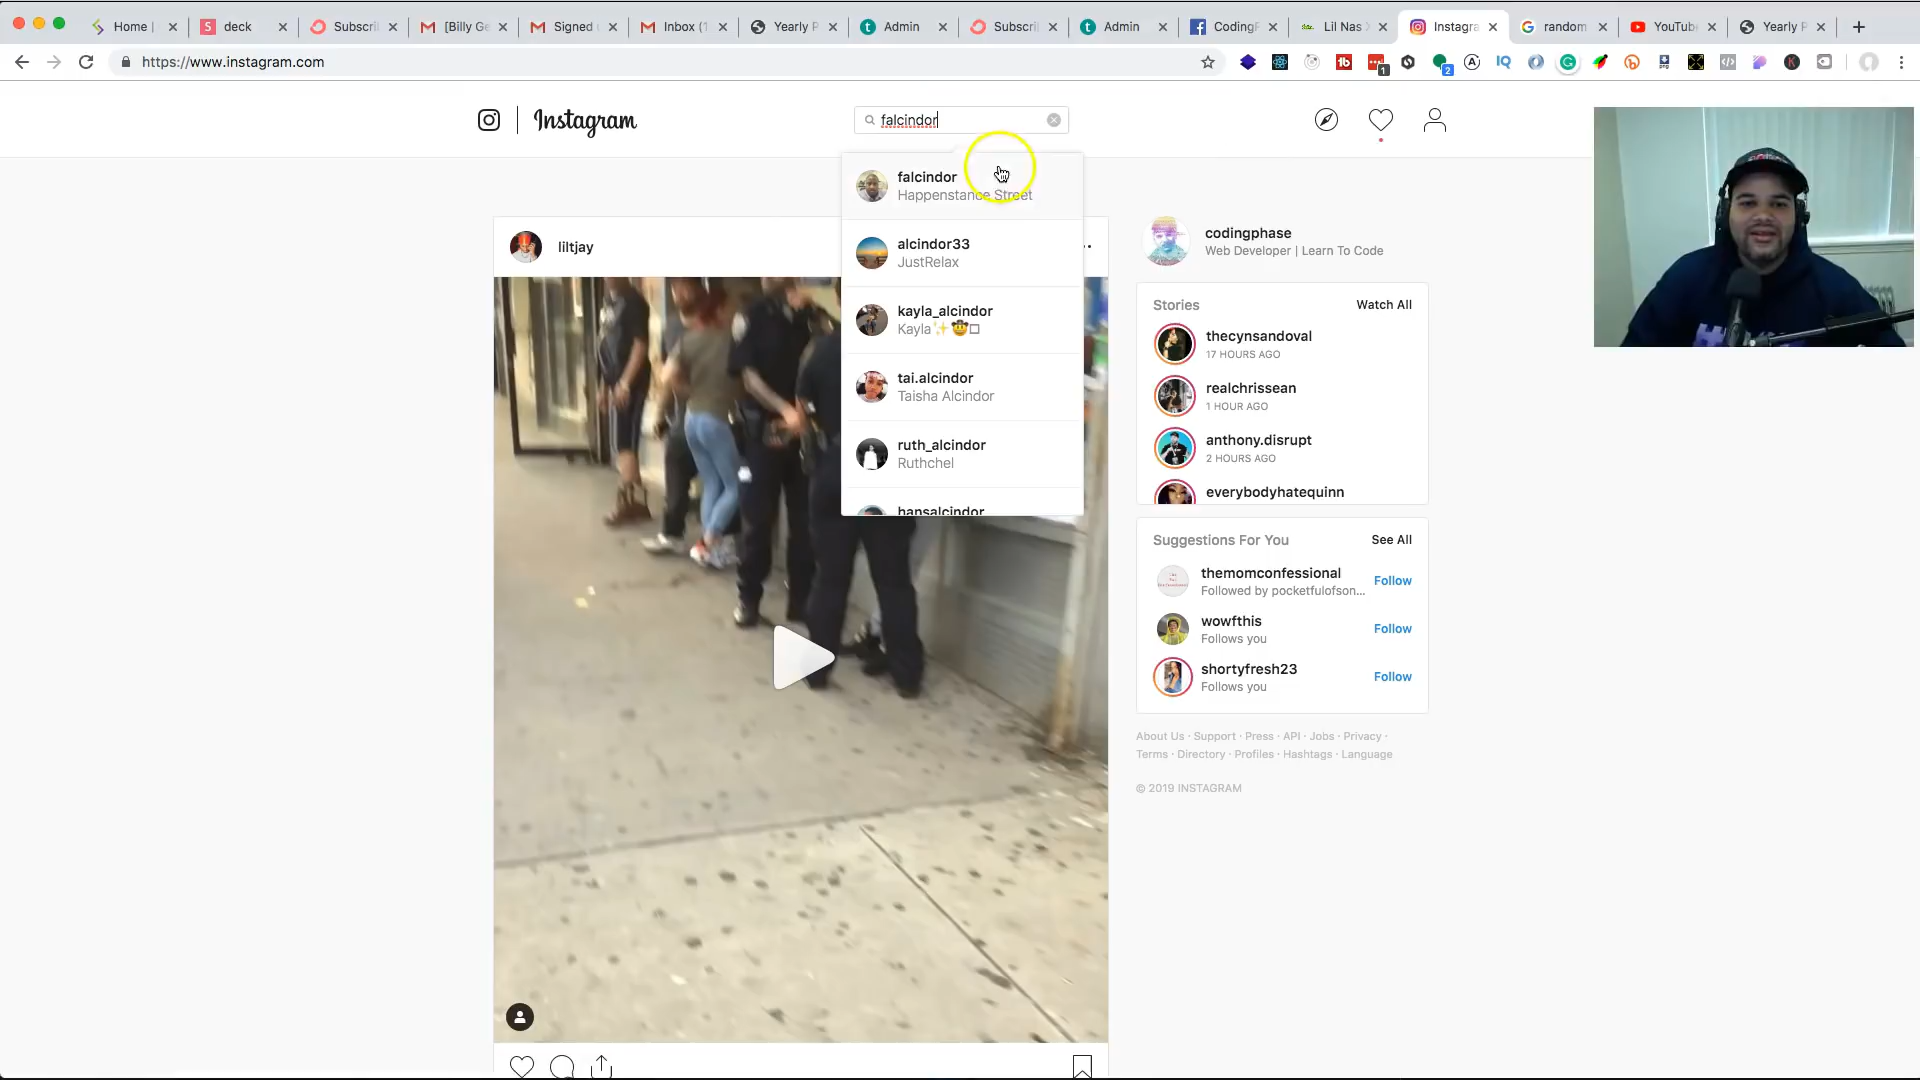 Home
deck
Subscri
[Billy Ge
Signed
Inbox (1
Yearly P
Admin
Subscri
Admin
CodingP
Lil Nas X
Instagra
random
YouTub
Yearly P
https://www.instagram.com
1
2
Instagram
falcindor
falcindor
Happenstance Street
alcindor33
JustRelax
kayla_alcindor
Kayla✨🤠□
tai.alcindor
Taisha Alcindor
ruth_alcindor
Ruthchel
hansalcindor
liltjay
codingphase
Web Developer | Learn To Code
Stories Watch All
thecynsandoval
17 HOURS AGO
realchrissean
1 HOUR AGO
anthony.disrupt
2 HOURS AGO
everybodyhatequinn
Suggestions For You See All
themomconfessional
Followed by pocketfulofson... Follow
wowfthis
Follows you Follow
shortyfresh23
Follows you Follow
About Us · Support · Press · API · Jobs · Privacy ·
Terms · Directory · Profiles · Hashtags · Language
© 2019 INSTAGRAM